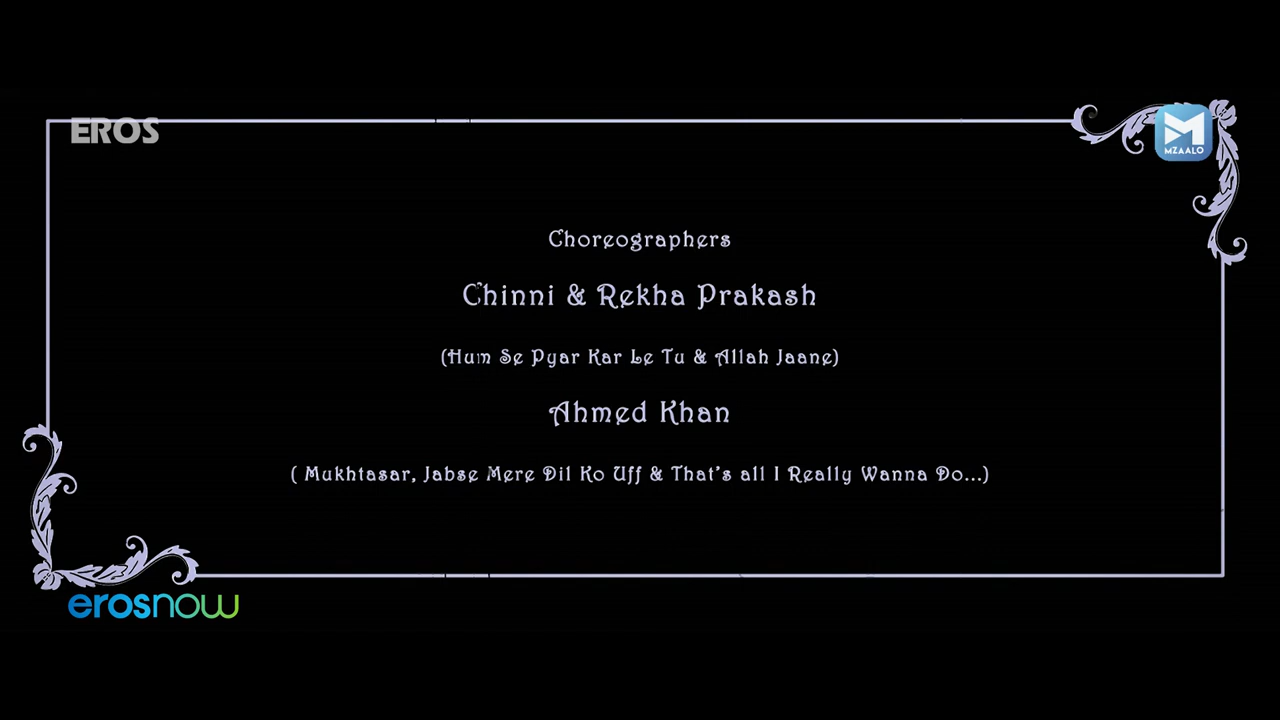 EROS
MZAALO
Choreographers
Chinni & Rekha Prakash
(Hum Se Pyar Kar Le Tu & Allah Jaane)
Ahmed Khan
( Mukhtasar, Jabse Mere Dil Ko Uff & That's all I Really Wanna Do...)
erosnow